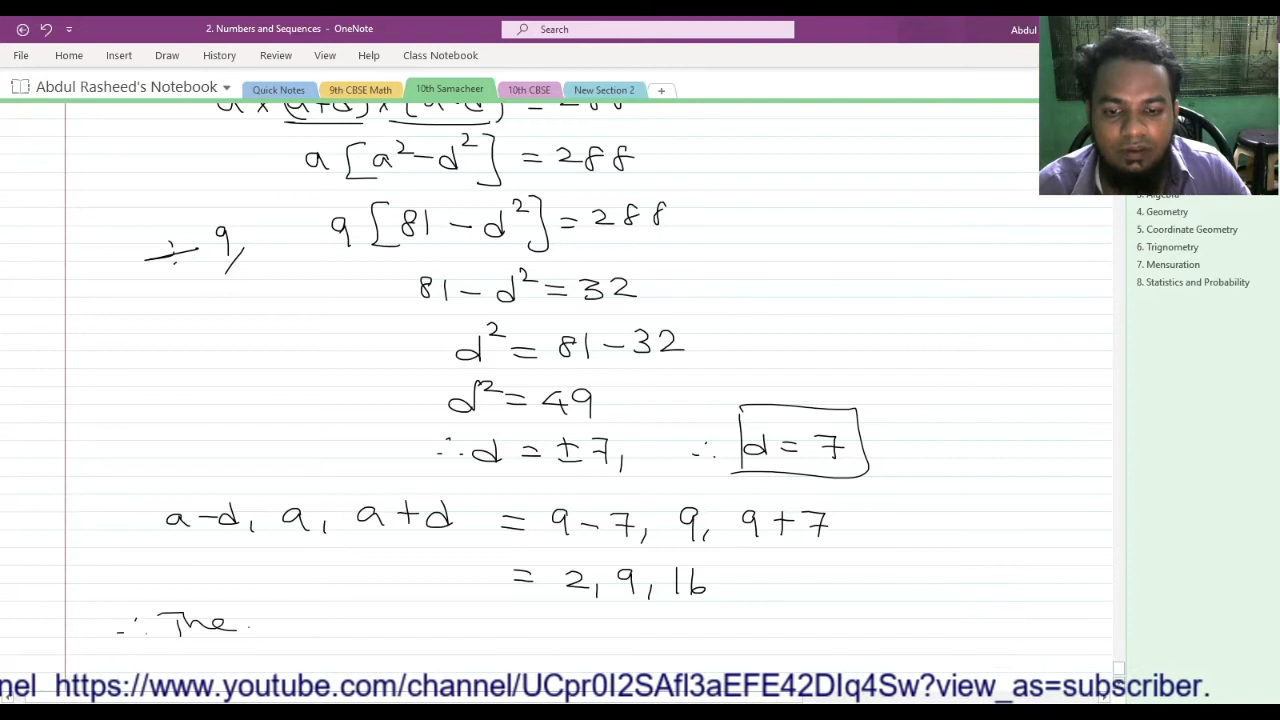 2. Numbers and Sequences - OneNote
Search
Abdul
File Home Insert Draw History Review View Help Class Notebook
Abdul Rasheed's Notebook
Quick Notes 9th CBSE Math 10th Samacheer 10th CBSE New Section 2
a × (a+d) × (a-d) = 288
a [a² - d²] = 288
÷ 9, 9 [81 - d²] = 288
81 - d² = 32
d² = 81 - 32
d² = 49
∴ d = ±7, ∴ d = 7
a-d, a, a+d = 9-7, 9, 9+7
= 2, 9, 16
∴ The
3. Algebra
4. Geometry
5. Coordinate Geometry
6. Trignometry
7. Mensuration
8. Statistics and Probability
nel https://www.youtube.com/channel/UCpr0I2SAfl3aEFE42DIq4Sw?view_as=subscriber.